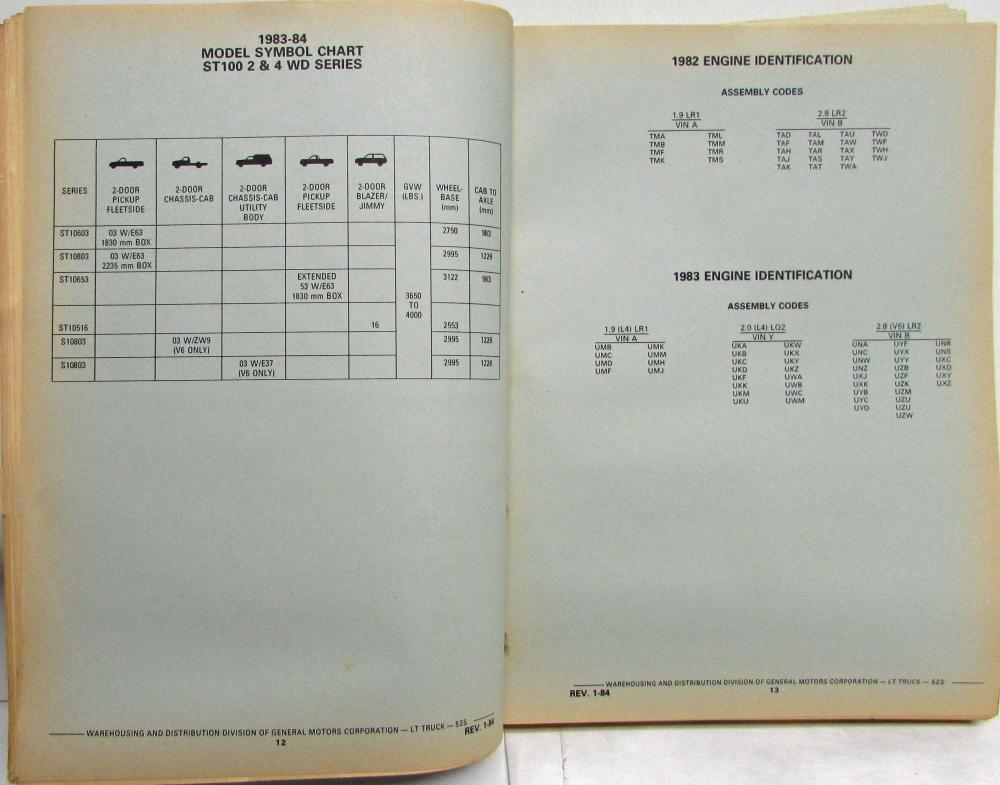 1983-84
MODEL SYMBOL CHART
ST100 2 & 4 WD SERIES
SERIES 2-DOOR PICKUP FLEETSIDE 2-DOOR CHASSIS-CAB 2-DOOR CHASSIS-CAB UTILITY BODY 2-DOOR PICKUP FLEETSIDE 2-DOOR BLAZER/ JIMMY GVW (LBS.) WHEEL- BASE (mm) CAB TO AXLE (mm)
ST10603 03 W/E63 2750 983
1830 mm BOX
ST10803 03 W/E63 2995 1228
2235 mm BOX
ST10653 EXTENDED 3122 983
53 W/E63
1830 mm BOX
3650
TO
4000
ST10516 16 2553
S10803 03 W/ZW9 2995 1228
(V6 ONLY)
S10803 03 W/E37 2995 1228
(V6 ONLY)
WAREHOUSING AND DISTRIBUTION DIVISION OF GENERAL MOTORS CORPORATION — LT TRUCK — 52S
REV. 1-84
12
1982 ENGINE IDENTIFICATION
ASSEMBLY CODES
1.9 LR1 2.8 LR2
VIN A VIN B
TMA TML TAD TAL TAU TWD
TMB TMM TAF TAM TAW TWF
TMF TMR TAH TAR TAX TWH
TMK TMS TAJ TAS TAY TWJ
TAK TAT TWA
1983 ENGINE IDENTIFICATION
ASSEMBLY CODES
1.9 (L4) LR1 2.0 (L4) LQ2 2.8 (V6) LR2
VIN A VIN Y VIN B
UMB UMK UKA UKW UNA UYF UNR
UMC UMM UKB UKX UNC UYX UNS
UMD UMH UKC UKY UNW UYY UXC
UMF UMJ UKD UKZ UNZ UZB UXD
UKF UWA UXJ UZF UXY
UKK UWB UXK UZK UXZ
UKM UWC UYB UZM
UKU UWM UYC UZU
UYD UZU
UZW
WAREHOUSING AND DISTRIBUTION DIVISION OF GENERAL MOTORS CORPORATION — LT TRUCK — 52S
REV. 1-84
13